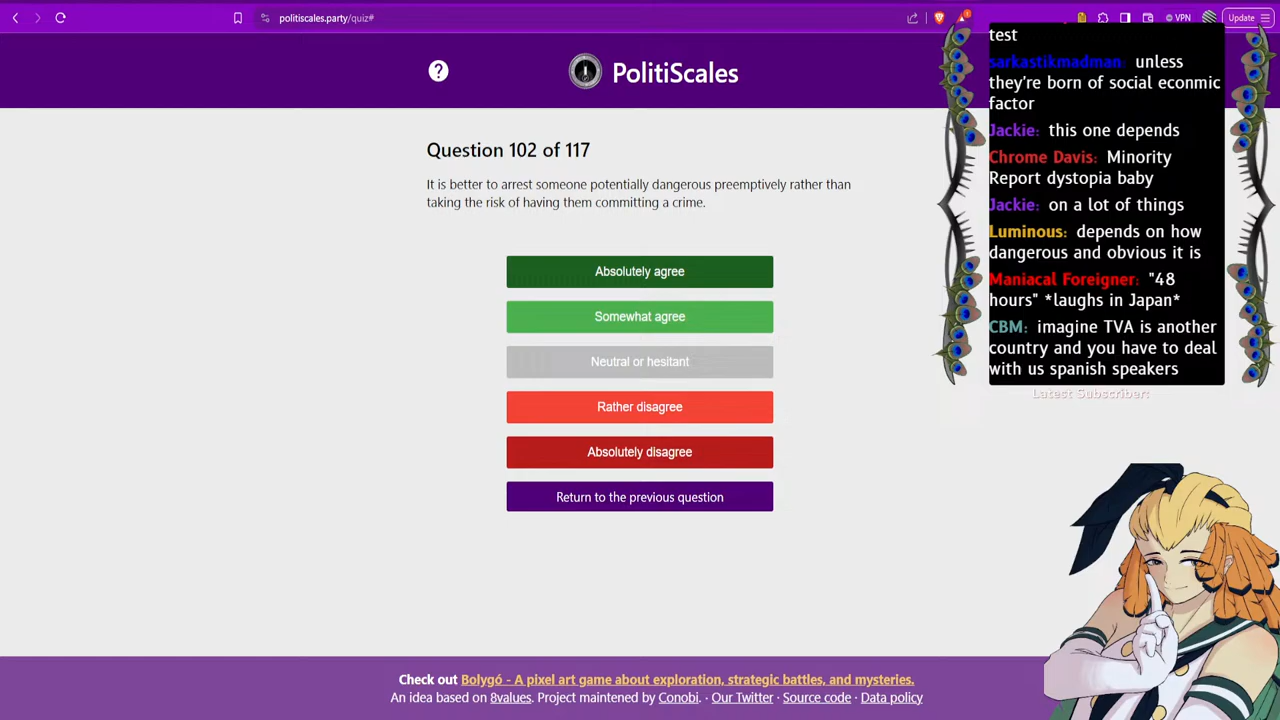 politiscales.party/quiz#
1
VPN
Update
PolitiScales
Question 102 of 117
It is better to arrest someone potentially dangerous preemptively rather than
taking the risk of having them committing a crime.
Absolutely agree
Somewhat agree
Neutral or hesitant
Rather disagree
Absolutely disagree
Return to the previous question
Check out Bolygó - A pixel art game about exploration, strategic battles, and mysteries.
An idea based on 8values. Project maintened by Conobi. · Our Twitter · Source code · Data policy
test
sarkastikmadman: unless
they're born of social econmic
factor
Jackie: this one depends
Chrome Davis: Minority
Report dystopia baby
Jackie: on a lot of things
Luminous: depends on how
dangerous and obvious it is
Maniacal Foreigner: "48
hours" *laughs in Japan*
CBM: imagine TVA is another
country and you have to deal
with us spanish speakers
Latest Subscriber: